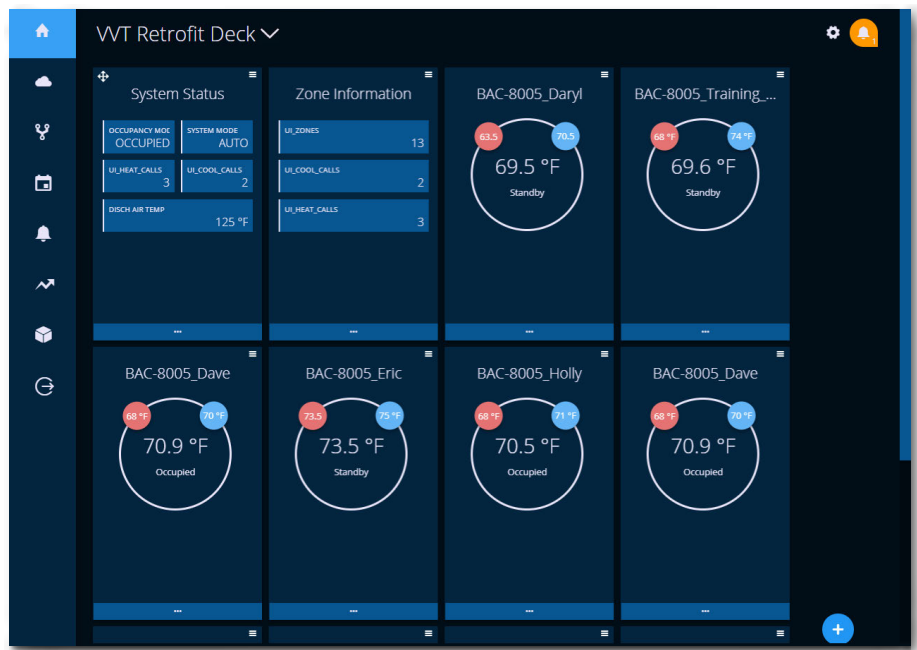 VVT Retrofit Deck
1
System Status
OCCUPANCY MOD
OCCUPIED
SYSTEM MODE
AUTO
UI_HEAT_CALLS
3
UI_COOL_CALLS
2
DISCH AIR TEMP
125 °F
...
Zone Information
UI_ZONES
13
UI_COOL_CALLS
2
UI_HEAT_CALLS
3
...
BAC-8005_Daryl
63.5
70.5
69.5 °F
Standby
...
BAC-8005_Training_...
68 °F
74 °F
69.6 °F
Standby
...
BAC-8005_Dave
68 °F
70 °F
70.9 °F
Occupied
...
BAC-8005_Eric
73.5
75 °F
73.5 °F
Standby
...
BAC-8005_Holly
68 °F
71 °F
70.5 °F
Occupied
...
BAC-8005_Dave
68 °F
70 °F
70.9 °F
Occupied
...